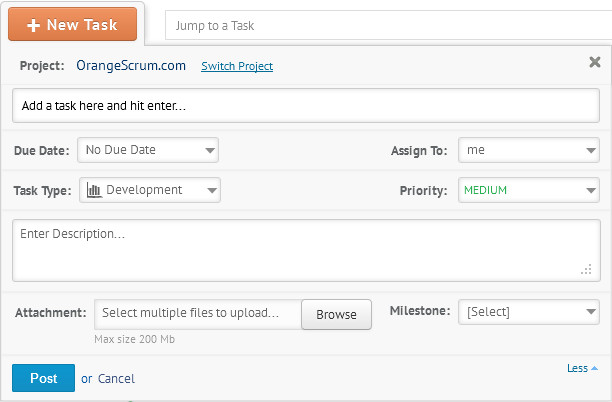 + New Task
Jump to a Task
Project: OrangeScrum.com Switch Project
Add a task here and hit enter...
Due Date: No Due Date Assign To: me
Task Type: Development Priority: MEDIUM
Enter Description...
Attachment: Select multiple files to upload... Browse Milestone: [Select]
Max size 200 Mb
Less
Post or Cancel